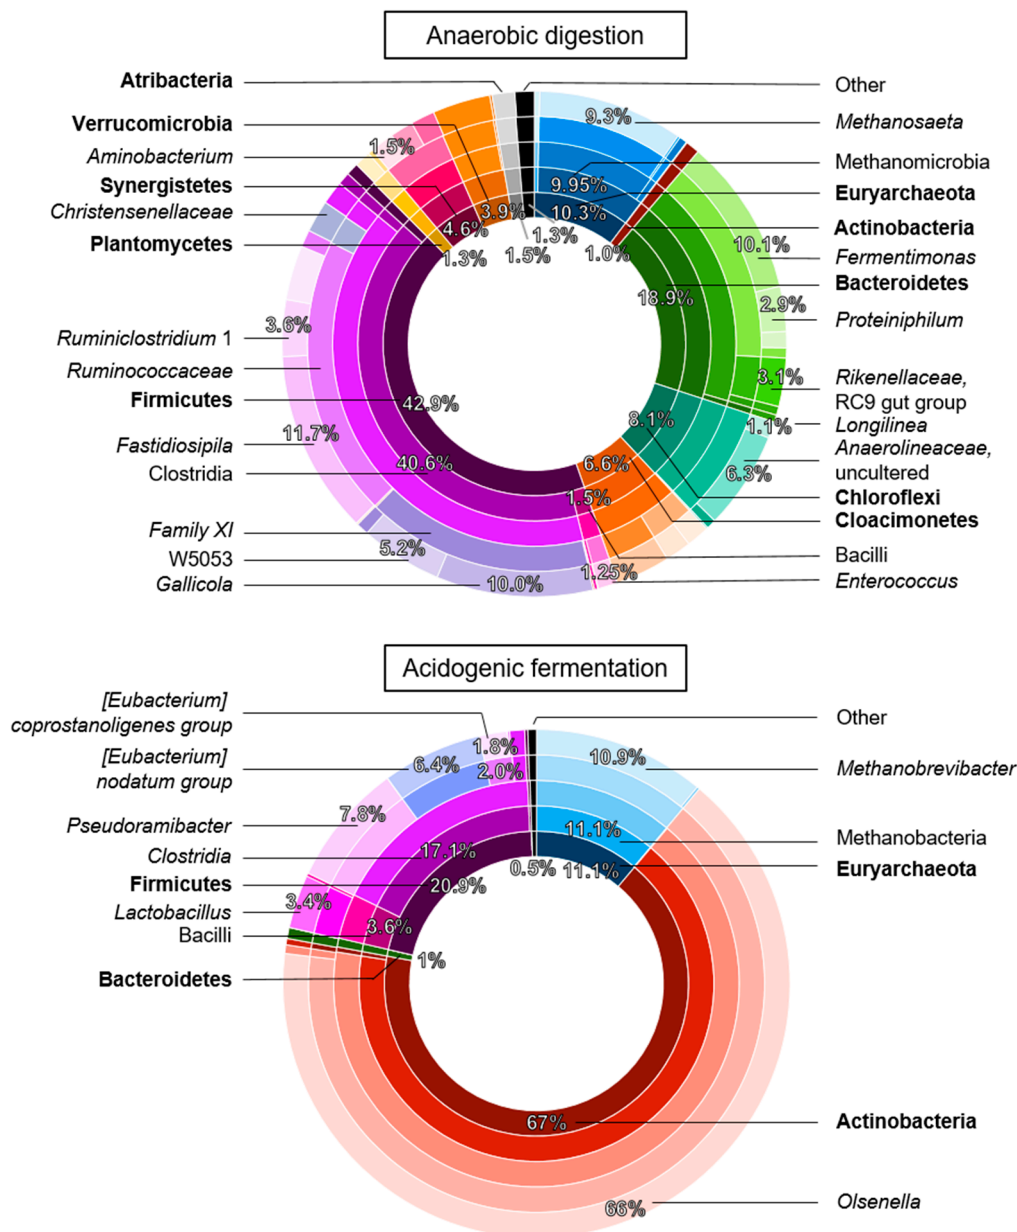 Anaerobic digestion
Atribacteria
Verrucomicrobia
Aminobacterium
Synergistetes
Christensenellaceae
Plantomycetes
Ruminiclostridium 1
Ruminococcaceae
Firmicutes
Fastidiosipila
Clostridia
Family XI
W5053
Gallicola
1.5%
4.6%
3.9%
1.3%
1.5%
1.3%
3.6%
42.9%
11.7%
40.6%
5.2%
10.0%
9.3%
9.95%
10.3%
1.0%
10.1%
18.9%
2.9%
3.1%
8.1%
1.1%
6.3%
6.6%
1.5%
1.25%
Other
Methanosaeta
Methanomicrobia
Euryarchaeota
Actinobacteria
Fermentimonas
Bacteroidetes
Proteiniphilum
Rikenellaceae,
RC9 gut group
Longilinea
Anaerolineaceae,
uncultered
Chloroflexi
Cloacimonetes
Bacilli
Enterococcus
Acidogenic fermentation
[Eubacterium]
coprostanoligenes group
[Eubacterium]
nodatum group
Pseudoramibacter
Clostridia
Firmicutes
Lactobacillus
Bacilli
Bacteroidetes
1.8%
6.4%
2.0%
7.8%
17.1%
20.9%
0.5%
3.4%
3.6%
1%
10.9%
11.1%
11.1%
67%
66%
Other
Methanobrevibacter
Methanobacteria
Euryarchaeota
Actinobacteria
Olsenella